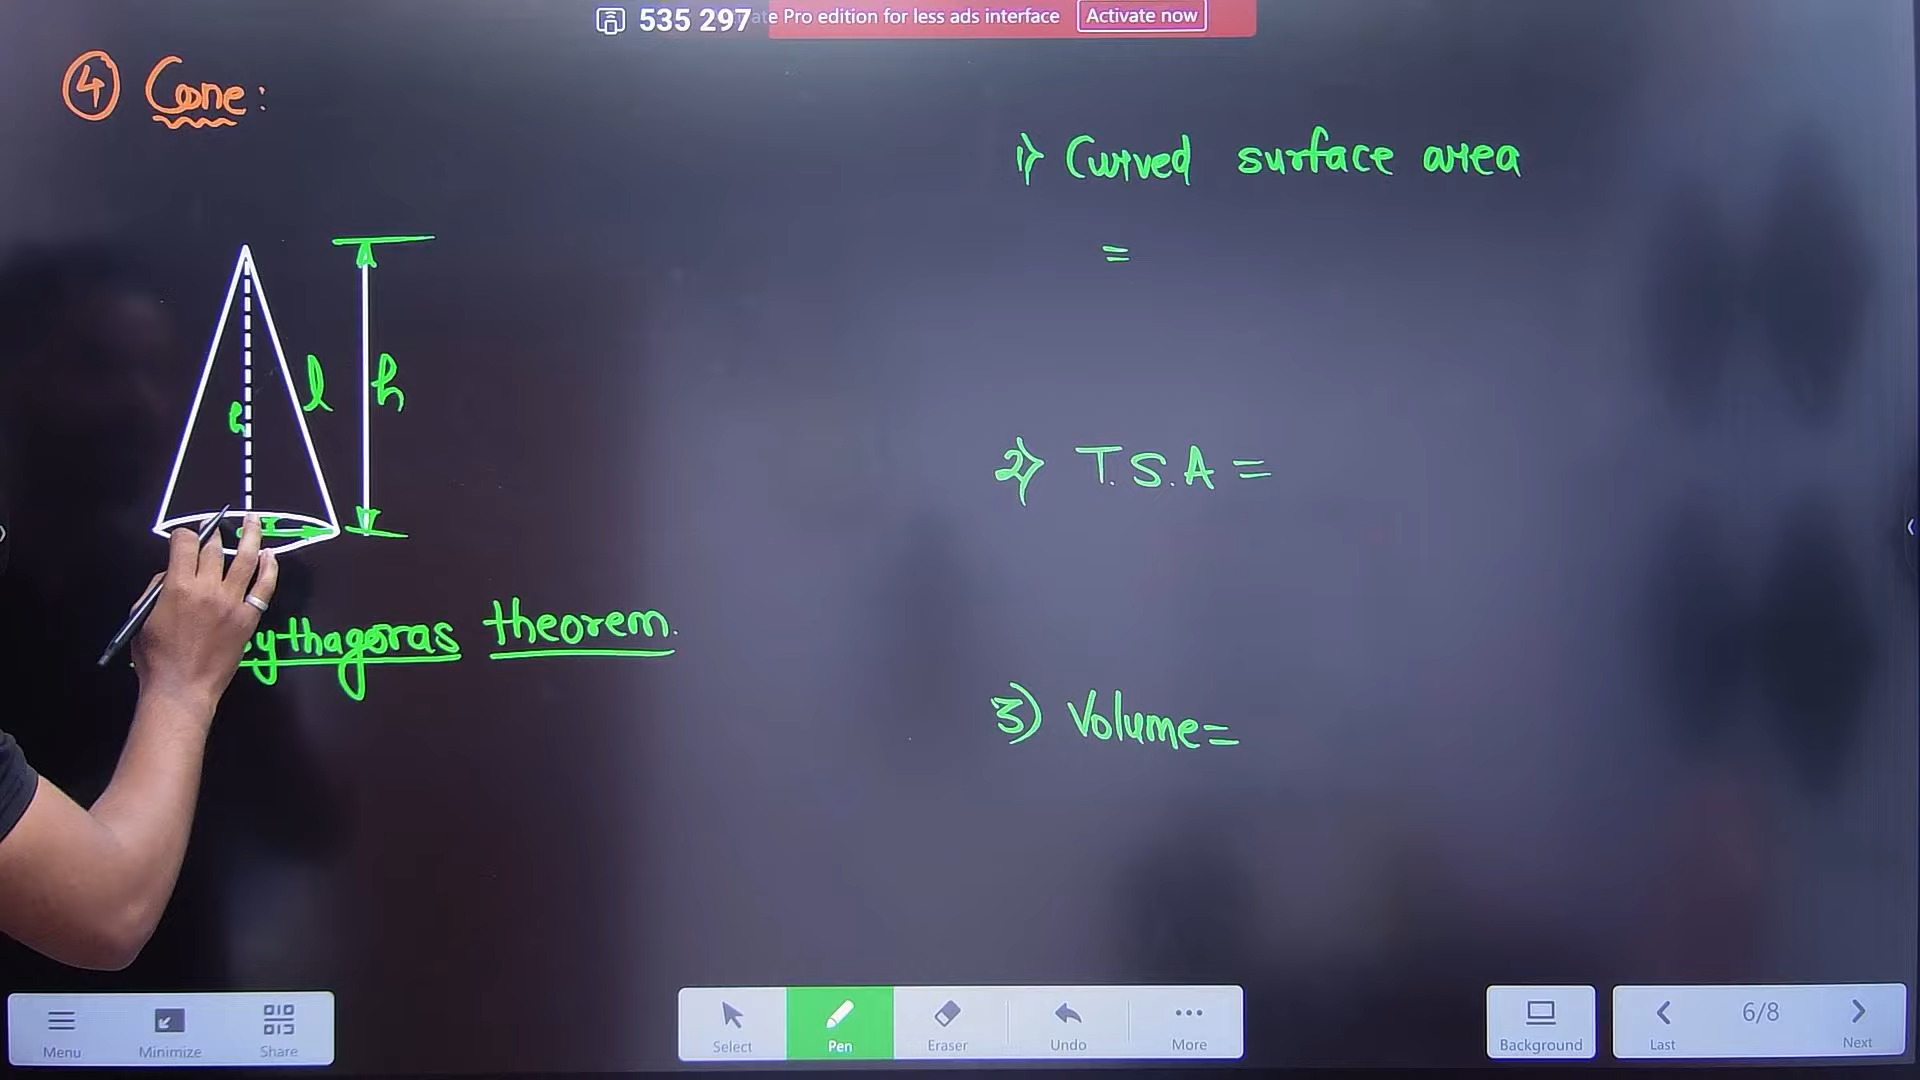 535 297
te Pro edition for less ads interface
Activate now
4 Cone:
1) Curved surface area
=
l
h
h
r
2) T.S.A =
ythagoras theorem.
3) Volume=
Menu
Minimize
Share
Select
Pen
Eraser
Undo
More
Background
Last
6/8
Next